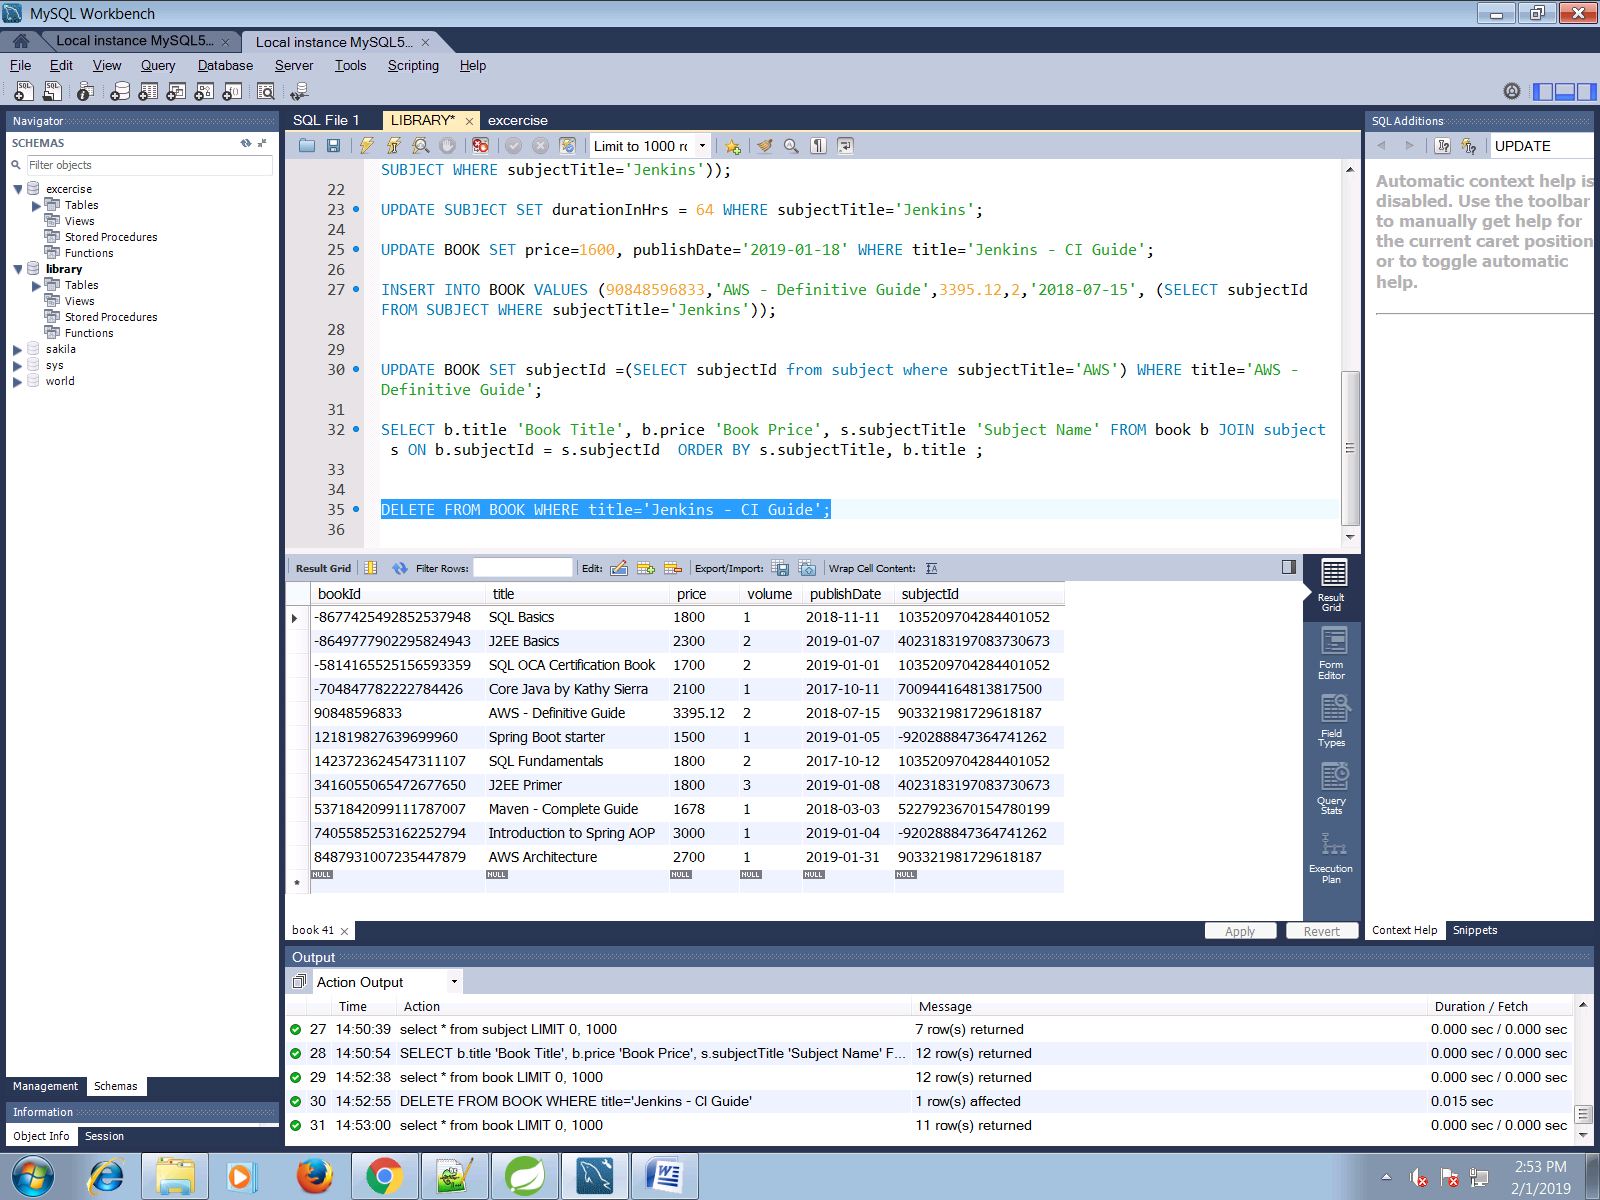 MySQL Workbench
Local instance MySQL5... × Local instance MySQL5... ×
File Edit View Query Database Server Tools Scripting Help
Navigator
SCHEMAS
Filter objects
excercise
Tables
Views
Stored Procedures
Functions
library
Tables
Views
Stored Procedures
Functions
sakila
sys
world
Management Schemas
Information
Object Info Session
SQL File 1 LIBRARY* × excercise
Limit to 1000 rc
SUBJECT WHERE subjectTitle='Jenkins'));
22
23 UPDATE SUBJECT SET durationInHrs = 64 WHERE subjectTitle='Jenkins';
24
25 UPDATE BOOK SET price=1600, publishDate='2019-01-18' WHERE title='Jenkins - CI Guide';
26
27 INSERT INTO BOOK VALUES (90848596833,'AWS - Definitive Guide',3395.12,2,'2018-07-15', (SELECT subjectId
FROM SUBJECT WHERE subjectTitle='Jenkins'));
28
29
30 UPDATE BOOK SET subjectId =(SELECT subjectId from subject where subjectTitle='AWS') WHERE title='AWS -
Definitive Guide';
31
32 SELECT b.title 'Book Title', b.price 'Book Price', s.subjectTitle 'Subject Name' FROM book b JOIN subject
s ON b.subjectId = s.subjectId ORDER BY s.subjectTitle, b.title ;
33
34
35 DELETE FROM BOOK WHERE title='Jenkins - CI Guide';
36
Result Grid Filter Rows: Edit: Export/Import: Wrap Cell Content:
bookId title price volume publishDate subjectId
-8677425492852537948 SQL Basics 1800 1 2018-11-11 1035209704284401052
-8649777902295824943 J2EE Basics 2300 2 2019-01-07 4023183197083730673
-5814165525156593359 SQL OCA Certification Book 1700 2 2019-01-01 1035209704284401052
-704847782222784426 Core Java by Kathy Sierra 2100 1 2017-10-11 700944164813817500
90848596833 AWS - Definitive Guide 3395.12 2 2018-07-15 903321981729618187
121819827639699960 Spring Boot starter 1500 1 2019-01-05 -920288847364741262
1423723624547311107 SQL Fundamentals 1800 2 2017-10-12 1035209704284401052
3416055065472677650 J2EE Primer 1800 3 2019-01-08 4023183197083730673
5371842099111787007 Maven - Complete Guide 1678 1 2018-03-03 5227923670154780199
7405585253162252794 Introduction to Spring AOP 3000 1 2019-01-04 -920288847364741262
8487931007235447879 AWS Architecture 2700 1 2019-01-31 903321981729618187
NULL NULL NULL NULL NULL NULL
Result
Grid
Form
Editor
Field
Types
Query
Stats
Execution
Plan
book 41 × Apply Revert
SQL Additions
UPDATE
Automatic context help is
disabled. Use the toolbar
to manually get help for
the current caret position
or to toggle automatic
help.
Context Help Snippets
Output
Action Output
Time Action Message Duration / Fetch
27 14:50:39 select * from subject LIMIT 0, 1000 7 row(s) returned 0.000 sec / 0.000 sec
28 14:50:54 SELECT b.title 'Book Title', b.price 'Book Price', s.subjectTitle 'Subject Name' F... 12 row(s) returned 0.000 sec / 0.000 sec
29 14:52:38 select * from book LIMIT 0, 1000 12 row(s) returned 0.000 sec / 0.000 sec
30 14:52:55 DELETE FROM BOOK WHERE title='Jenkins - CI Guide' 1 row(s) affected 0.015 sec
31 14:53:00 select * from book LIMIT 0, 1000 11 row(s) returned 0.000 sec / 0.000 sec
2:53 PM
2/1/2019